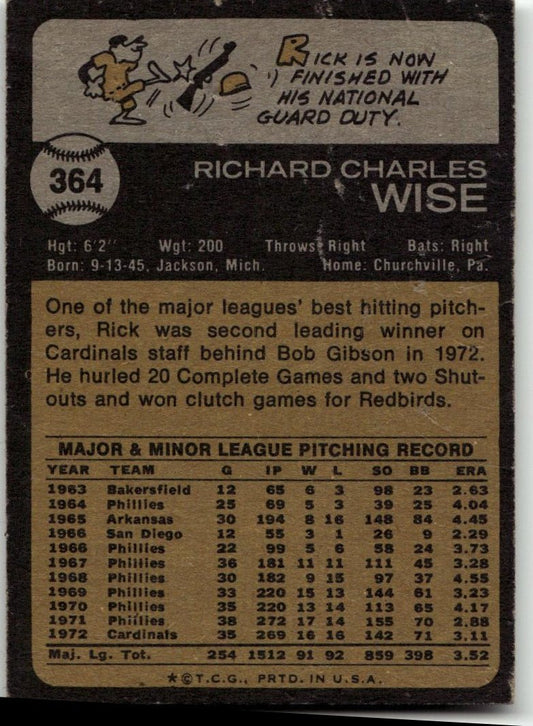 RICK IS NOW
FINISHED WITH
HIS NATIONAL
GUARD DUTY.
364
RICHARD CHARLES
WISE
Hgt: 6'2" Wgt: 200 Throws: Right Bats: Right
Born: 9-13-45, Jackson, Mich. Home: Churchville, Pa.
One of the major leagues' best hitting pitch-
ers, Rick was second leading winner on
Cardinals staff behind Bob Gibson in 1972.
He hurled 20 Complete Games and two Shut-
outs and won clutch games for Redbirds.
MAJOR & MINOR LEAGUE PITCHING RECORD
YEAR TEAM G IP W L SO BB ERA
1963 Bakersfield 12 65 6 3 98 23 2.63
1964 Phillies 25 69 5 3 39 25 4.04
1965 Arkansas 30 194 8 16 148 84 4.45
1966 San Diego 12 55 3 1 26 9 2.29
1966 Phillies 22 99 5 6 58 24 3.73
1967 Phillies 36 181 11 11 111 45 3.28
1968 Phillies 30 182 9 15 97 37 4.55
1969 Phillies 33 220 15 13 144 61 3.23
1970 Phillies 35 220 13 14 113 65 4.17
1971 Phillies 38 272 17 14 155 70 2.88
1972 Cardinals 35 269 16 16 142 71 3.11
Maj. Lg. Tot. 254 1512 91 92 859 398 3.52
★©T.C.G., PRTD. IN U.S.A.